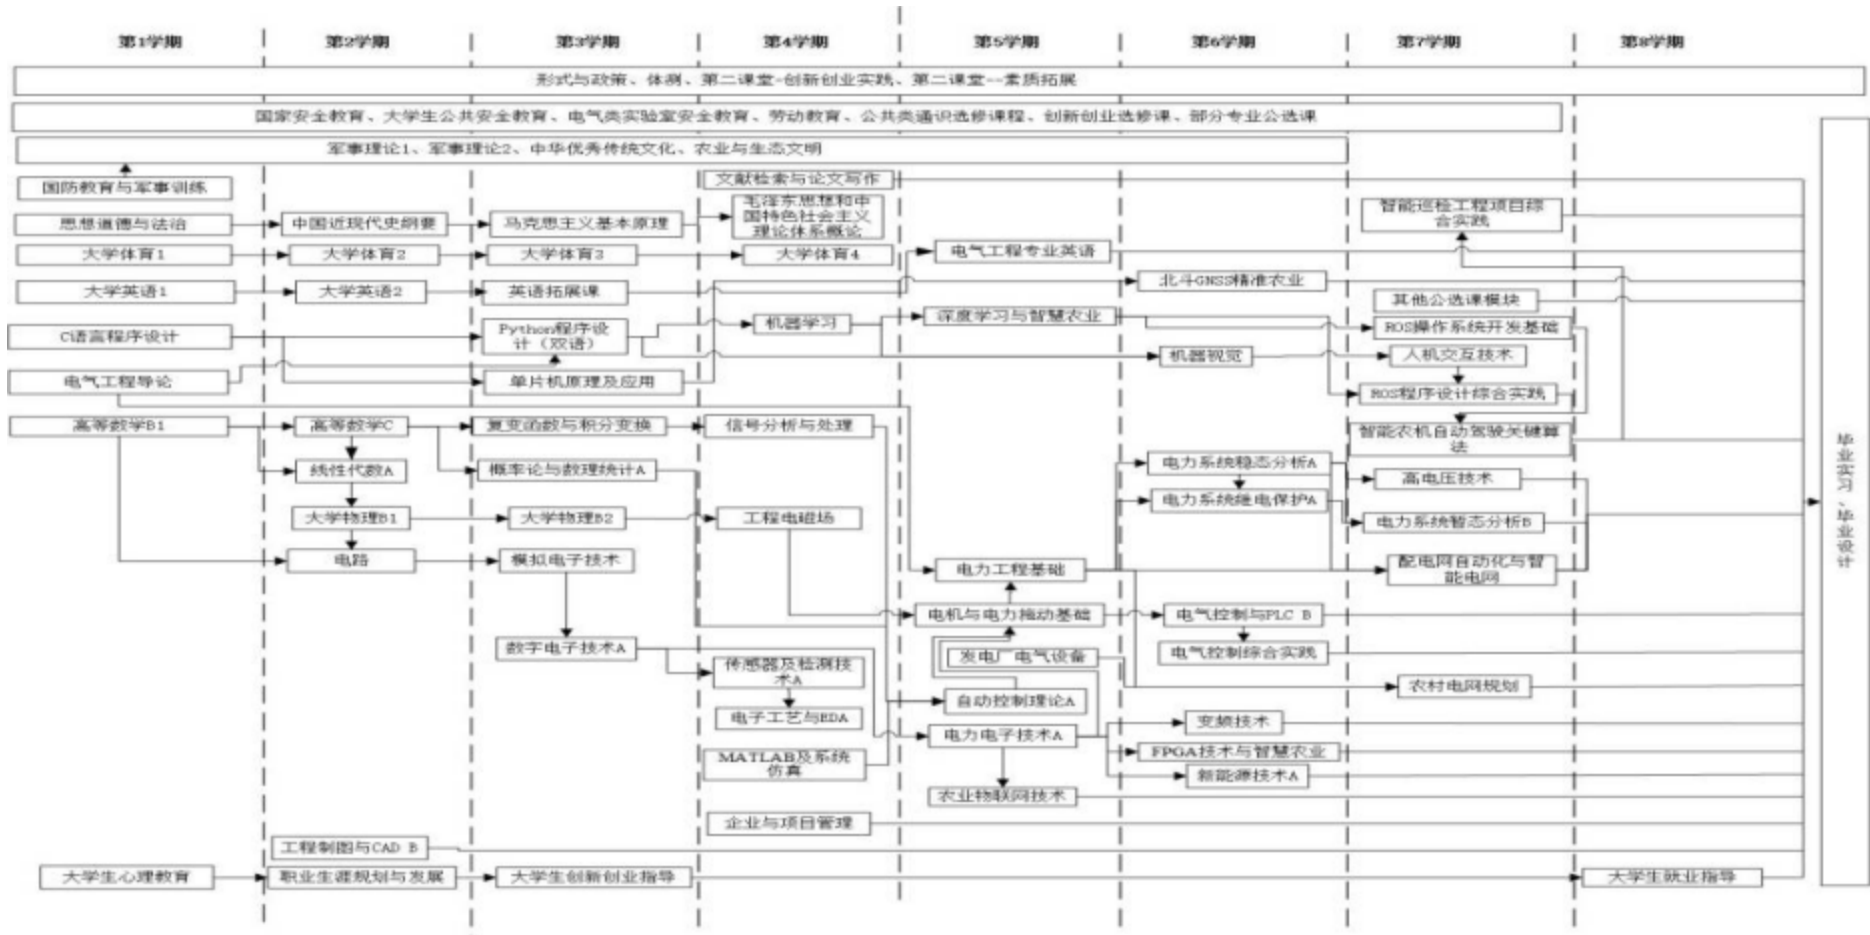 第1学期
第2学期
第3学期
第4学期
第5学期
第6学期
第7学期
第8学期
形式与政策、体测、第二课堂-创新创业实践、第二课堂--素质拓展
国家安全教育、大学生公共安全教育、电气类实验室安全教育、劳动教育、公共类通识选修课程、创新创业选修课、部分专业公选课
军事理论1、军事理论2、中华优秀传统文化、农业与生态文明
国防教育与军事训练
文献检索与论文写作
思想道德与法治
中国近现代史纲要
马克思主义基本原理
毛泽东思想和中
国特色社会主义
理论体系概论
智能巡检工程项目综
合实践
大学体育1
大学体育2
大学体育3
大学体育4
电气工程专业英语
大学英语1
大学英语2
英语拓展课
北斗GNSS精准农业
其他公选课模块
C语言程序设计
Python程序设
计（双语）
机器学习
深度学习与智慧农业
ROS操作系统开发基础
机器视觉
人机交互技术
电气工程导论
单片机原理及应用
ROS程序设计综合实践
高等数学B1
高等数学C
复变函数与积分变换
信号分析与处理
智能农机自动驾驶关键算
法
线性代数A
概率论与数理统计A
电力系统稳态分析A
高电压技术
电力系统继电保护A
大学物理B1
大学物理B2
工程电磁场
电力系统暂态分析B
电路
模拟电子技术
电力工程基础
配电网自动化与智
能电网
电机与电力拖动基础
电气控制与PLC B
数字电子技术A
发电厂电气设备
电气控制综合实践
传感器及检测技
术A
自动控制理论A
农村电网规划
电子工艺与EDA
电力电子技术A
变频技术
MATLAB及系统
仿真
FPGA技术与智慧农业
新能源技术A
农业物联网技术
企业与项目管理
工程制图与CAD B
大学生心理教育
职业生涯规划与发展
大学生创新创业指导
大学生就业指导
毕业实习、毕业设计